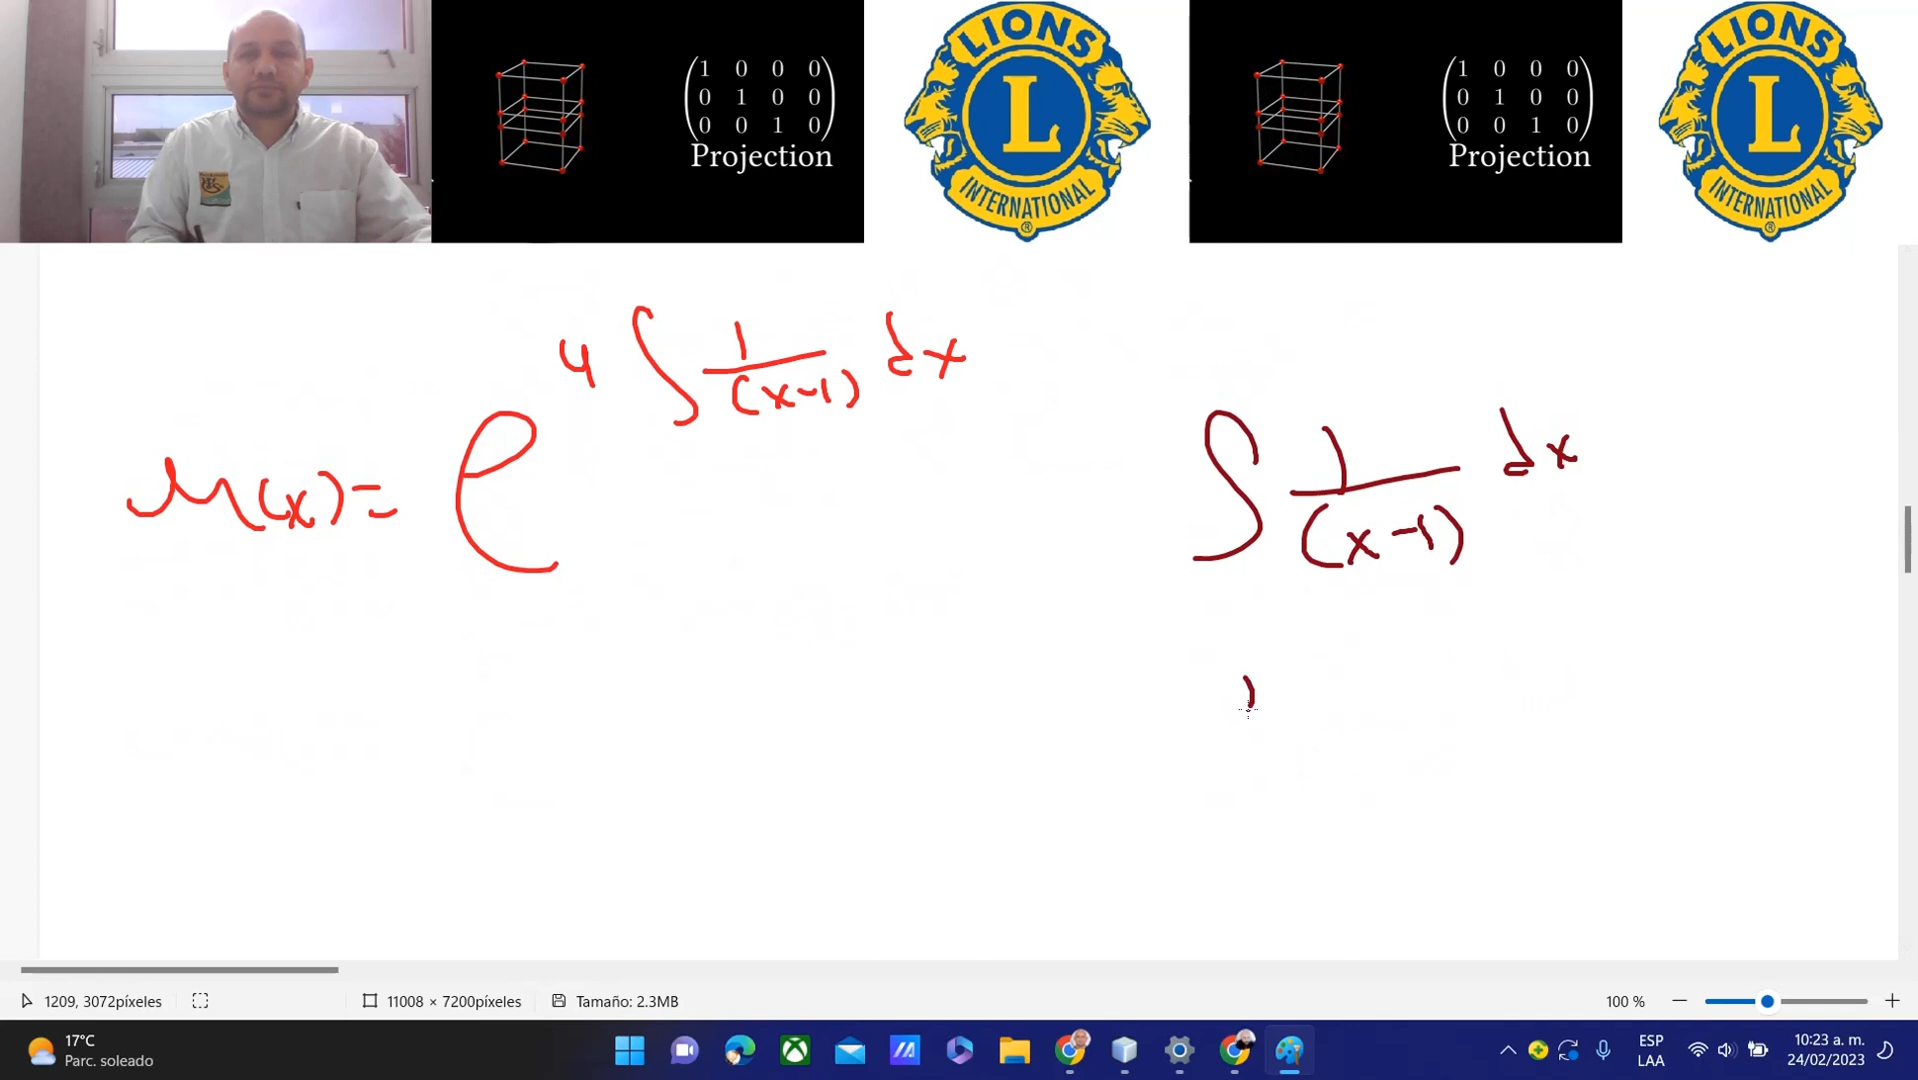 1 0 0 0
0 1 0 0
0 0 1 0
Projection
LIONS
L
INTERNATIONAL
®
1 0 0 0
0 1 0 0
0 0 1 0
Projection
LIONS
L
INTERNATIONAL
®
μ(x) = e^{4 ∫ 1/(x-1) dx}
∫ 1/(x-1) dx
1209, 3072píxeles
11008 × 7200píxeles
Tamaño: 2.3MB
100 %
17°C
Parc. soleado
ESP
LAA
10:23 a. m.
24/02/2023